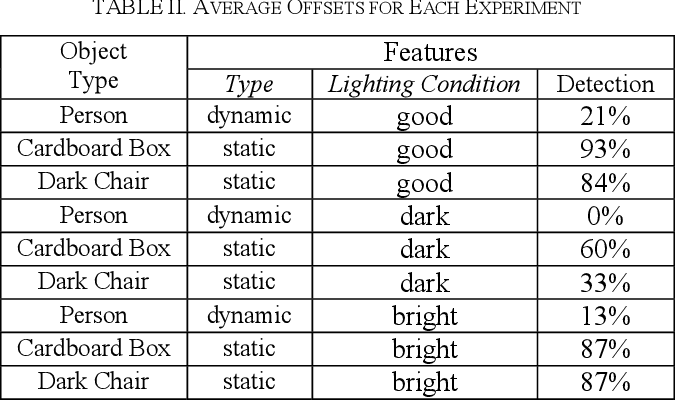 TABLE II. AVERAGE OFFSETS FOR EACH EXPERIMENT
Object Type Features
Type Lighting Condition Detection
Person dynamic good 21%
Cardboard Box static good 93%
Dark Chair static good 84%
Person dynamic dark 0%
Cardboard Box static dark 60%
Dark Chair static dark 33%
Person dynamic bright 13%
Cardboard Box static bright 87%
Dark Chair static bright 87%